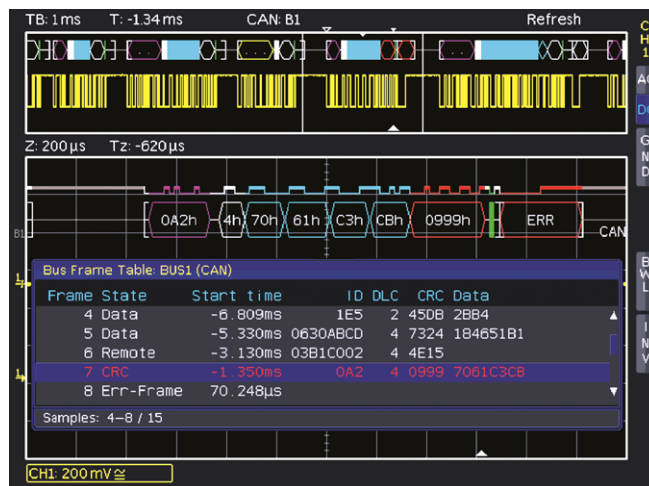 TB: 1 ms T: -1.34 ms CAN: B1 Refresh
Z: 200 µs Tz: -620 µs
0A2h 4h 70h 61h C3h CBh 0999h ERR
B1 CAN
Bus Frame Table: BUS1 (CAN)
Frame State Start time ID DLC CRC Data
4 Data -6.809ms 1E5 2 45DB 2BB4
5 Data -5.330ms 0630ABCD 4 7324 184651B1
6 Remote -3.130ms 03B1C002 4 4E15
7 CRC -1.350ms 0A2 4 0999 7061C3CB
8 Err-Frame 70.248µs
Samples: 4-8 / 15
CH1: 200 mV ≅